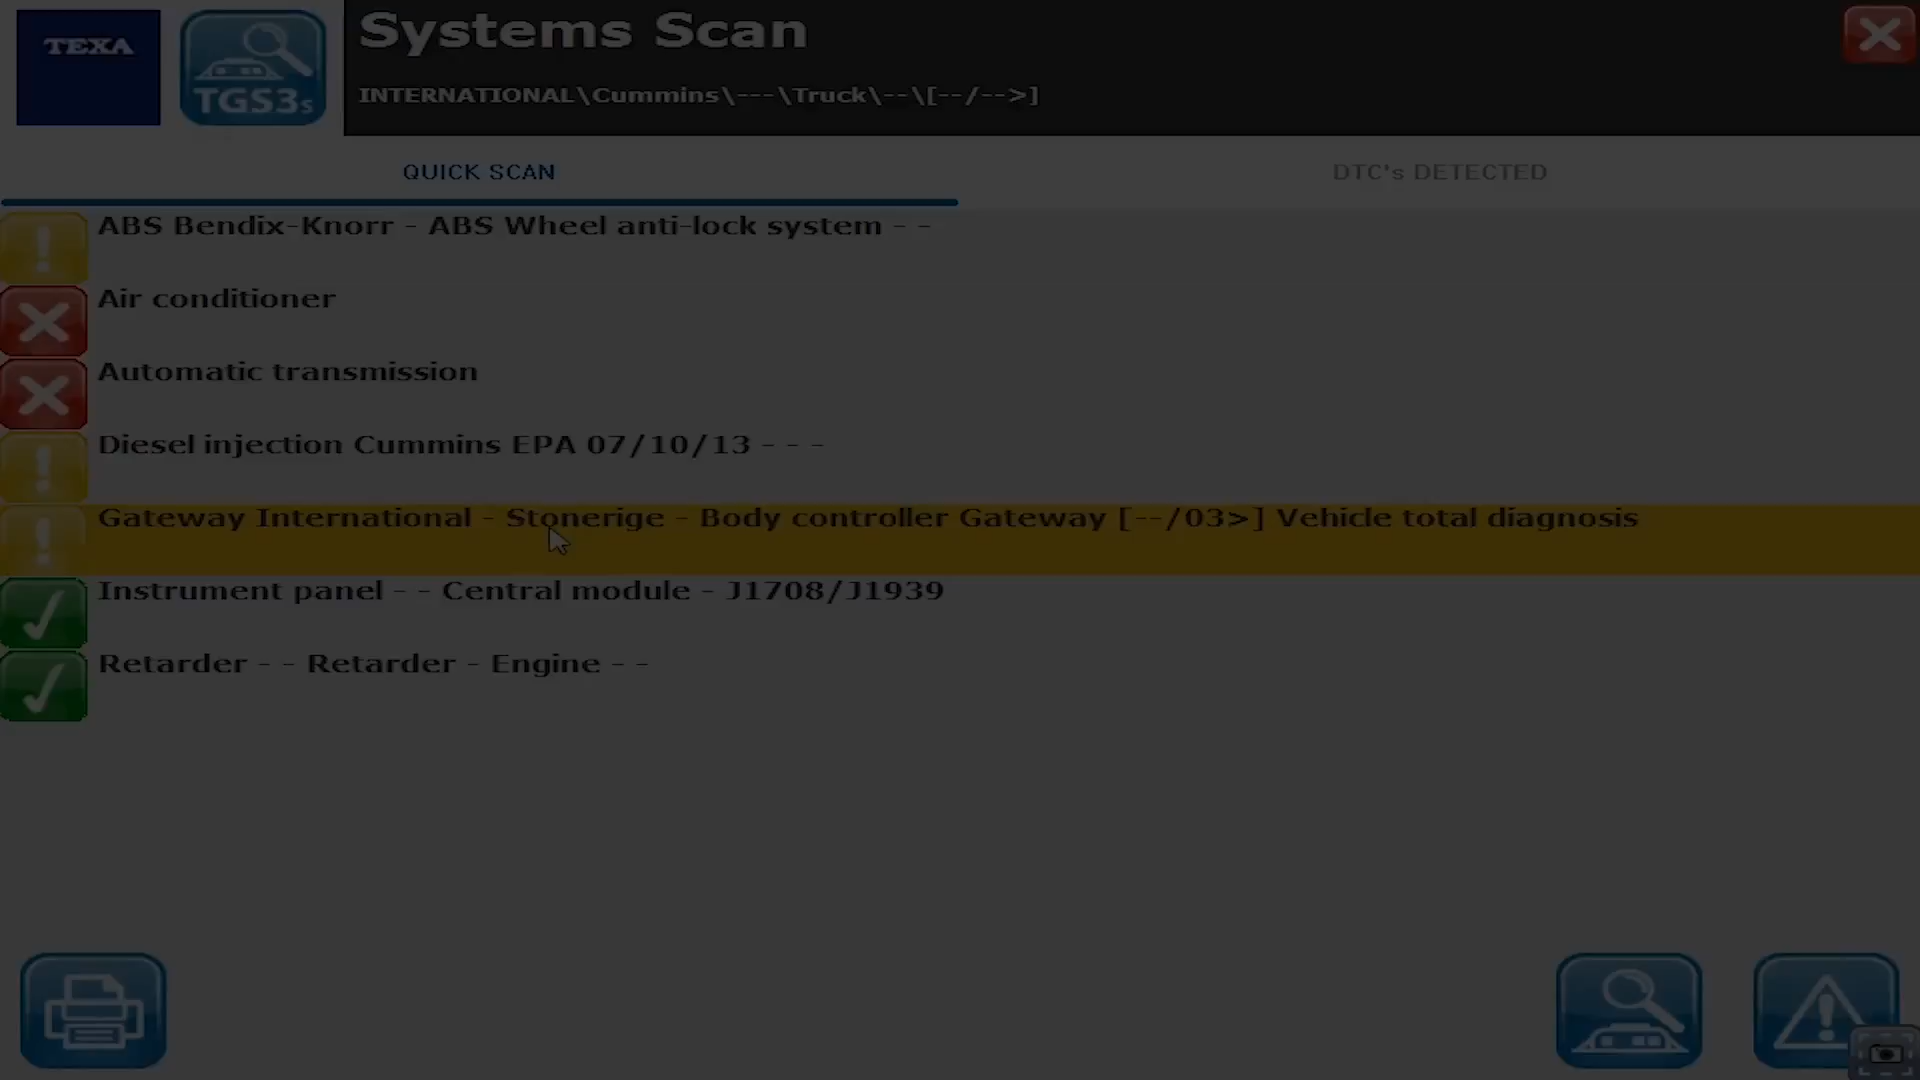 TEXA
TGS3s
Systems Scan
INTERNATIONAL\Cummins\---\Truck\--\[--/-->]
QUICK SCAN
DTC's DETECTED
ABS Bendix-Knorr - ABS Wheel anti-lock system - -
Air conditioner
Automatic transmission
Diesel injection Cummins EPA 07/10/13 - - -
Gateway International - Stonerige - Body controller Gateway [--/03>] Vehicle total diagnosis
Instrument panel - - Central module - J1708/J1939
Retarder - - Retarder - Engine - -